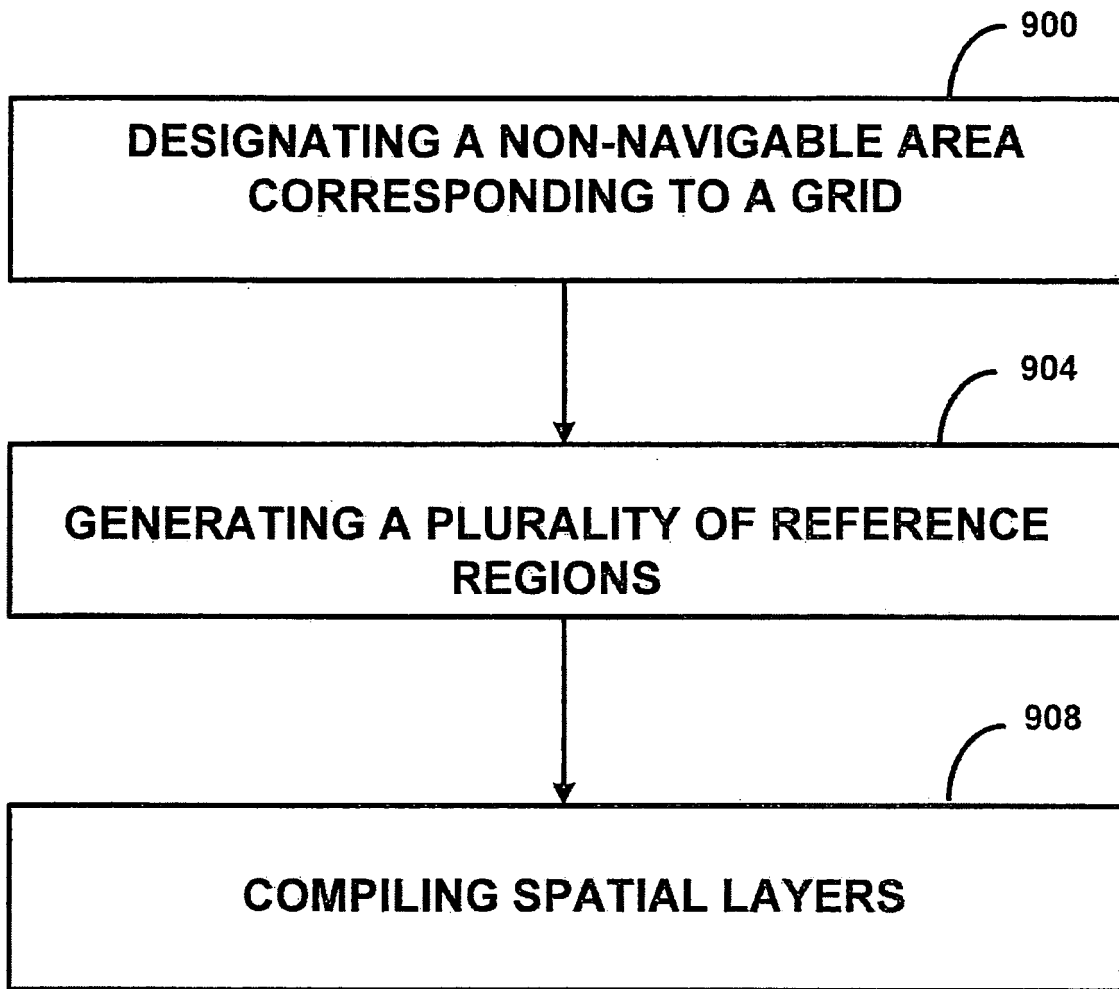 900
DESIGNATING A NON-NAVIGABLE AREA
CORRESPONDING TO A GRID
904
GENERATING A PLURALITY OF REFERENCE
REGIONS
908
COMPILING SPATIAL LAYERS